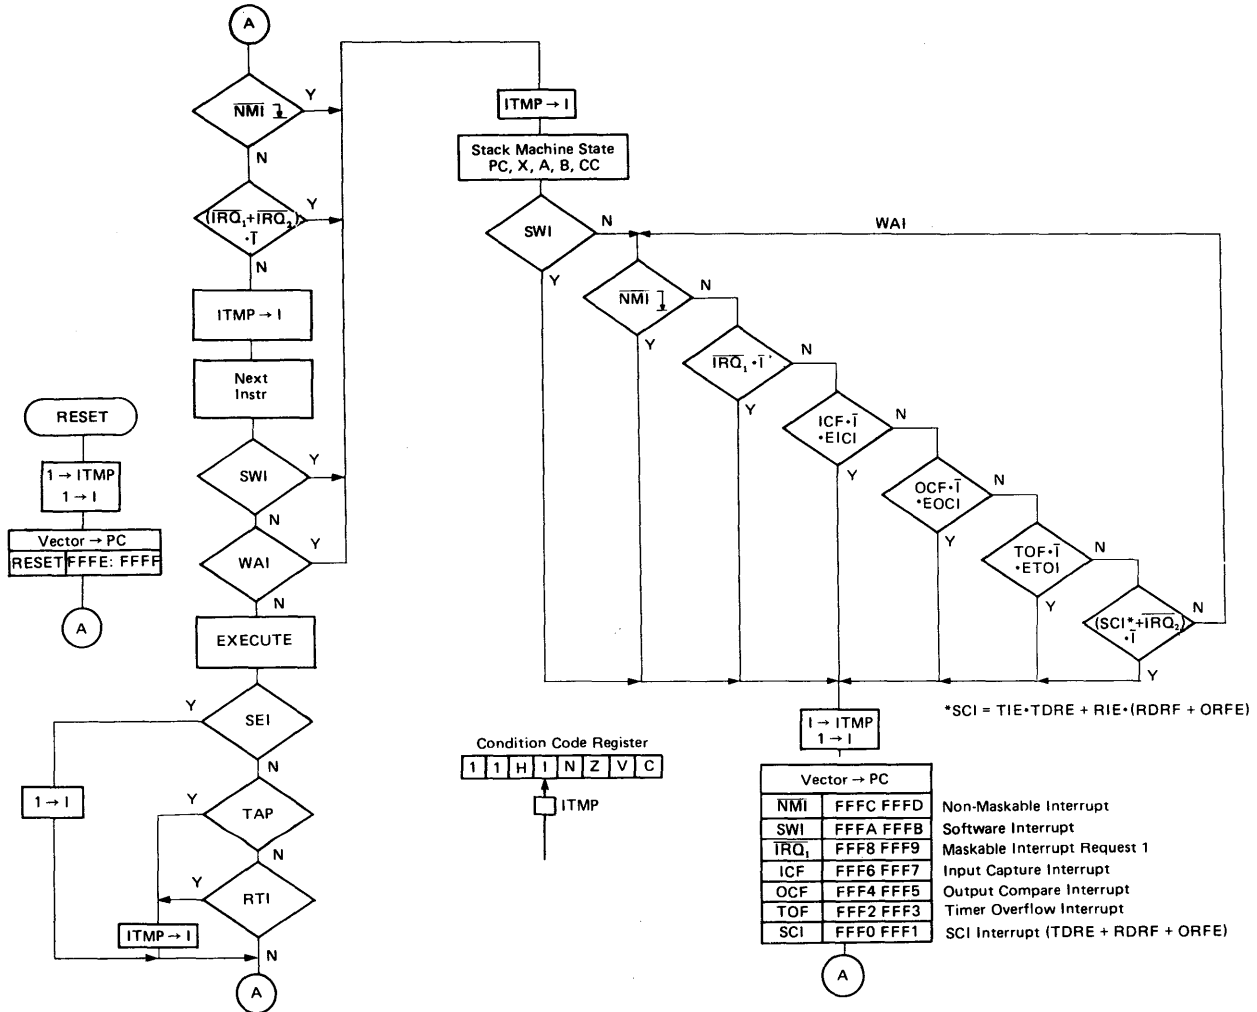 A
NMI
Y
N
(IRQ₁+IRQ₂)
·I
Y
N
ITMP → I
Next
Instr
SWI
Y
N
WAI
Y
N
EXECUTE
SEI
Y
N
1 → I
TAP
Y
N
RTI
Y
ITMP → I
N
A
RESET
1 → ITMP
1 → I
Vector → PC
RESET FFFE: FFFF
A
ITMP → I
Stack Machine State
PC, X, A, B, CC
SWI
N
Y
WAI
NMI
N
Y
IRQ₁·I
N
Y
ICF·I
·EICI
N
Y
OCF·I
·EOCI
N
Y
TOF·I
·ETOI
N
Y
(SCI*+IRQ₂)
·I
N
Y
*SCI = TIE·TDRE + RIE·(RDRF + ORFE)
I → ITMP
1 → I
Condition Code Register
1 1 H I N Z V C
ITMP
Vector → PC
NMI FFFC FFFD Non-Maskable Interrupt
SWI FFFA FFFB Software Interrupt
IRQ₁ FFF8 FFF9 Maskable Interrupt Request 1
ICF FFF6 FFF7 Input Capture Interrupt
OCF FFF4 FFF5 Output Compare Interrupt
TOF FFF2 FFF3 Timer Overflow Interrupt
SCI FFF0 FFF1 SCI Interrupt (TDRE + RDRF + ORFE)
A